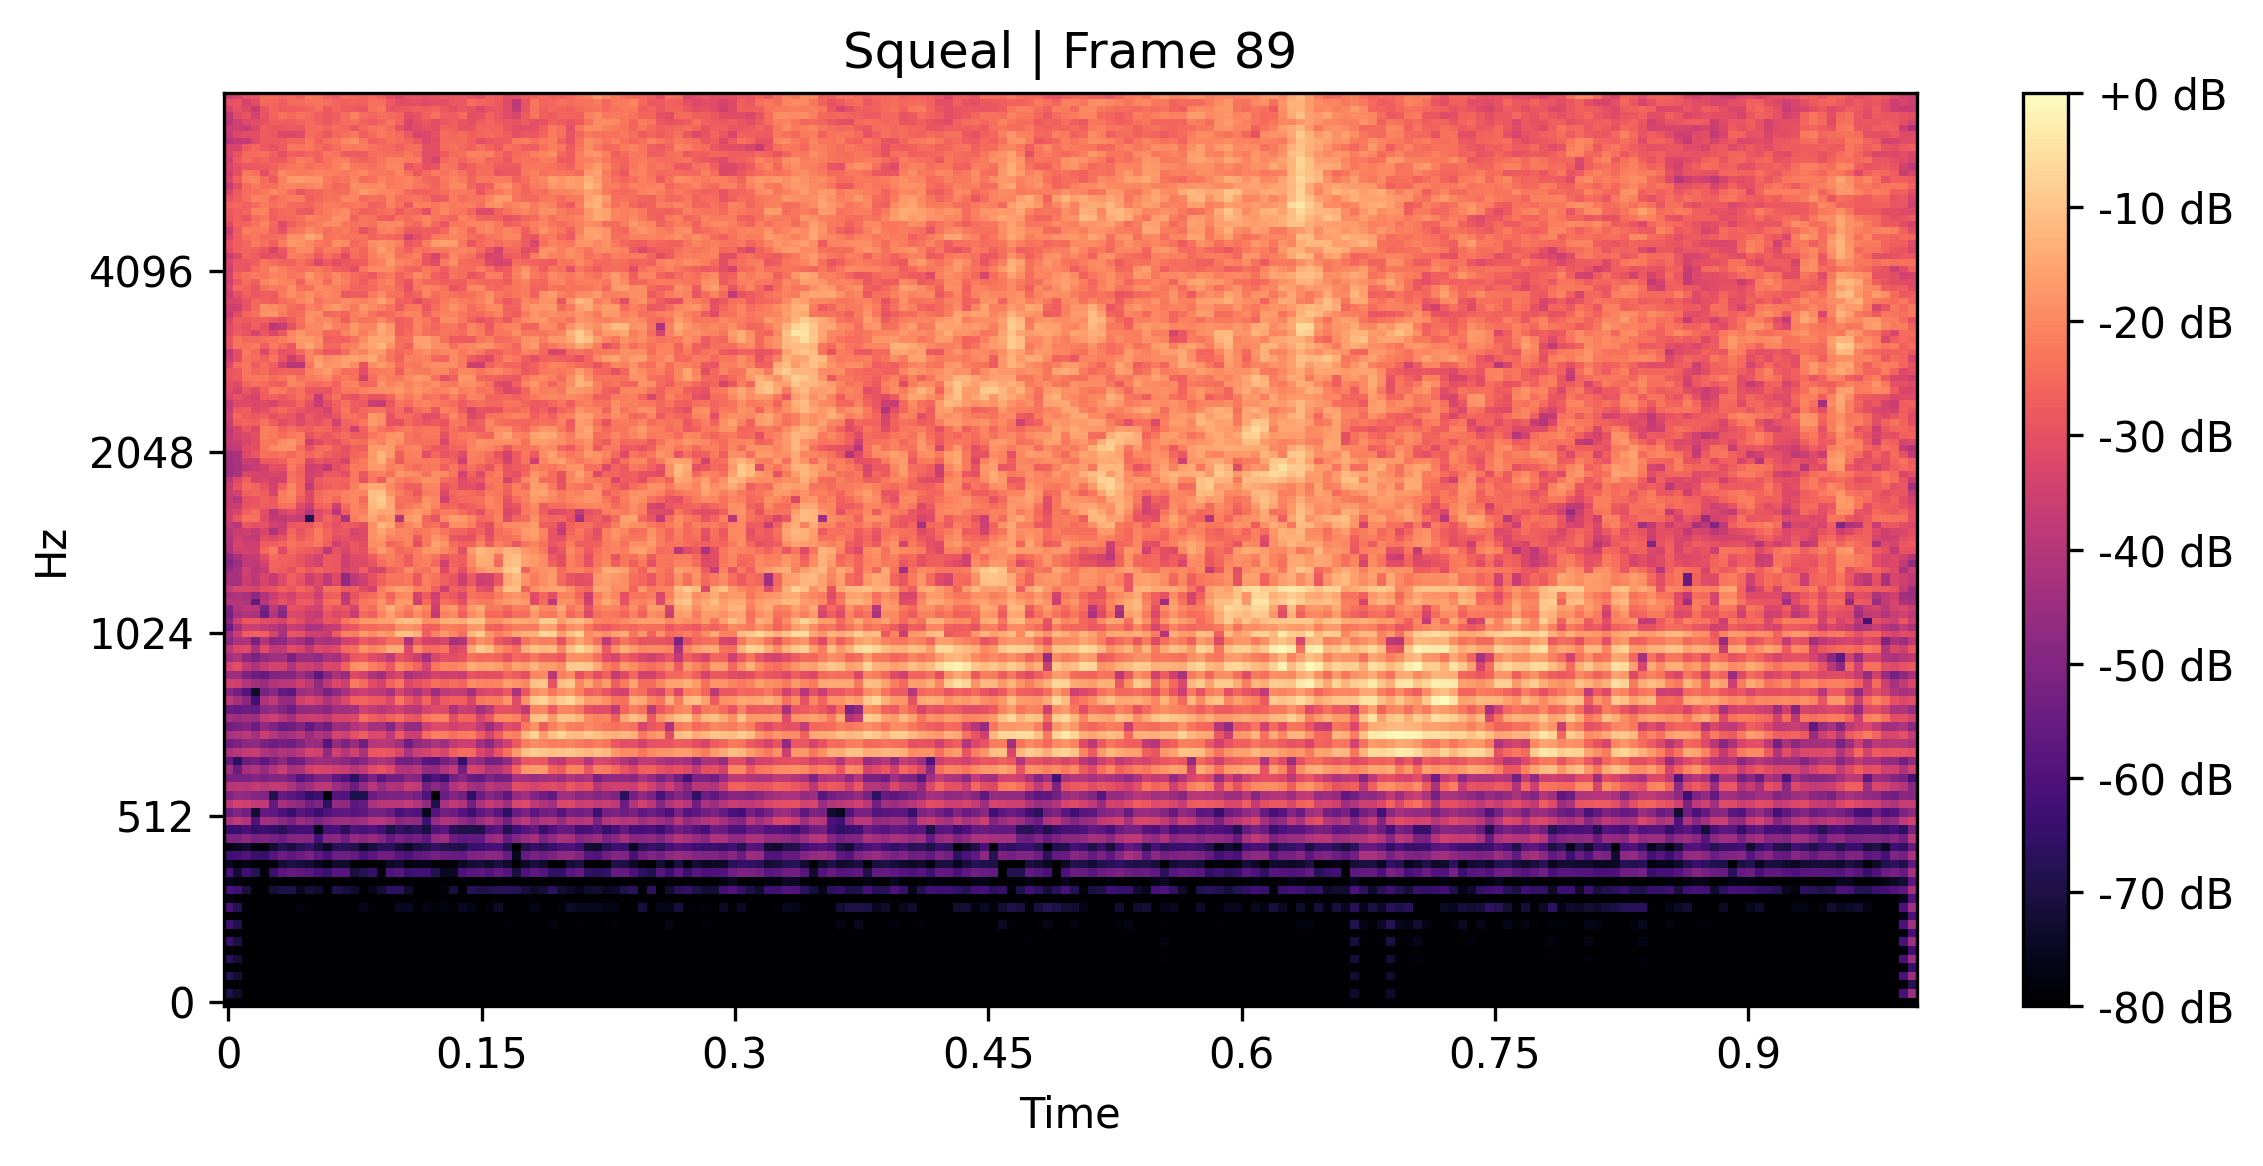 Squeal | Frame 89
+0 dB
-10 dB
-20 dB
-30 dB
-40 dB
-50 dB
-60 dB
-70 dB
-80 dB
4096
2048
1024
512
0
Hz
0 0.15 0.3 0.45 0.6 0.75 0.9
Time